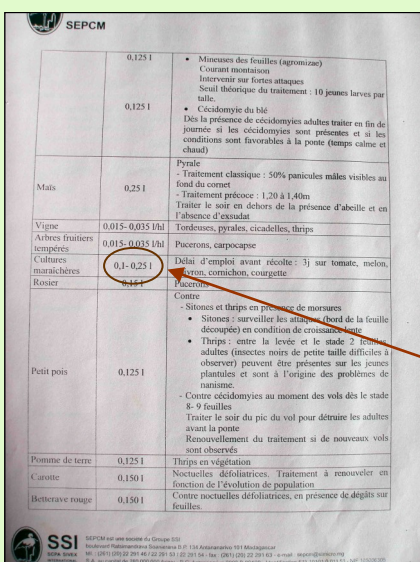 SEPCM
0,125 l
• Mineuses des feuilles (agromizae)
Courant montaison
Intervenir sur fortes attaques
Seuil théorique du traitement : 10 jeunes larves par
talle.
0,125 l
• Cécidomyie du blé
Dès la présence de cécidomyies adultes traiter en fin de
journée si les cécidomyies sont présentes et si les
conditions sont favorables à la ponte (temps calme et
chaud)
Maïs
0,25 l
Pyrale
- Traitement classique : 50% panicules mâles visibles au
fond du cornet
- Traitement précoce : 1,20 à 1,40m
Traiter le soir en dehors de la présence d'abeille et en
l'absence d'exsudat
Vigne
0,015- 0,035 l/hl
Tordeuses, pyrales, cicadelles, thrips
Arbres fruitiers
tempérés
0,015- 0,035 l/hl
Pucerons, carpocapse
Cultures
maraichères
0,1- 0,25 l
Délai d'emploi avant récolte : 3j sur tomate, melon,
cornichon, courgette
Rosier
0,15 l
Pucerons
Petit pois
0,125 l
Contre
- Sitones et thrips en présence de morsures
• Sitones : surveiller les attaques (bord de la feuille
découpée) en condition de croissance lente
• Thrips : entre la levée et le stade 2 feuilles
adultes (insectes noirs de petite taille difficiles à
observer) peuvent être présentes sur les jeunes
plantules et sont à l'origine des problèmes de
nanisme.
- Contre cécidomyies au moment des vols dès le stade
8- 9 feuilles
Traiter le soir du pic du vol pour détruire les adultes
avant la ponte
Renouvellement du traitement si de nouveaux vols
sont observés
Pomme de terre
0,125 l
Thrips en végétation
Carotte
0,150 l
Noctuelles défoliatrices. Traitement à renouveler en
fonction de l'évolution de population
Betterave rouge
0,150 l
Contre noctuelles défoliatrices, en présence de dégâts sur
feuilles.
SSI
SEPCM est une société du Groupe SSI